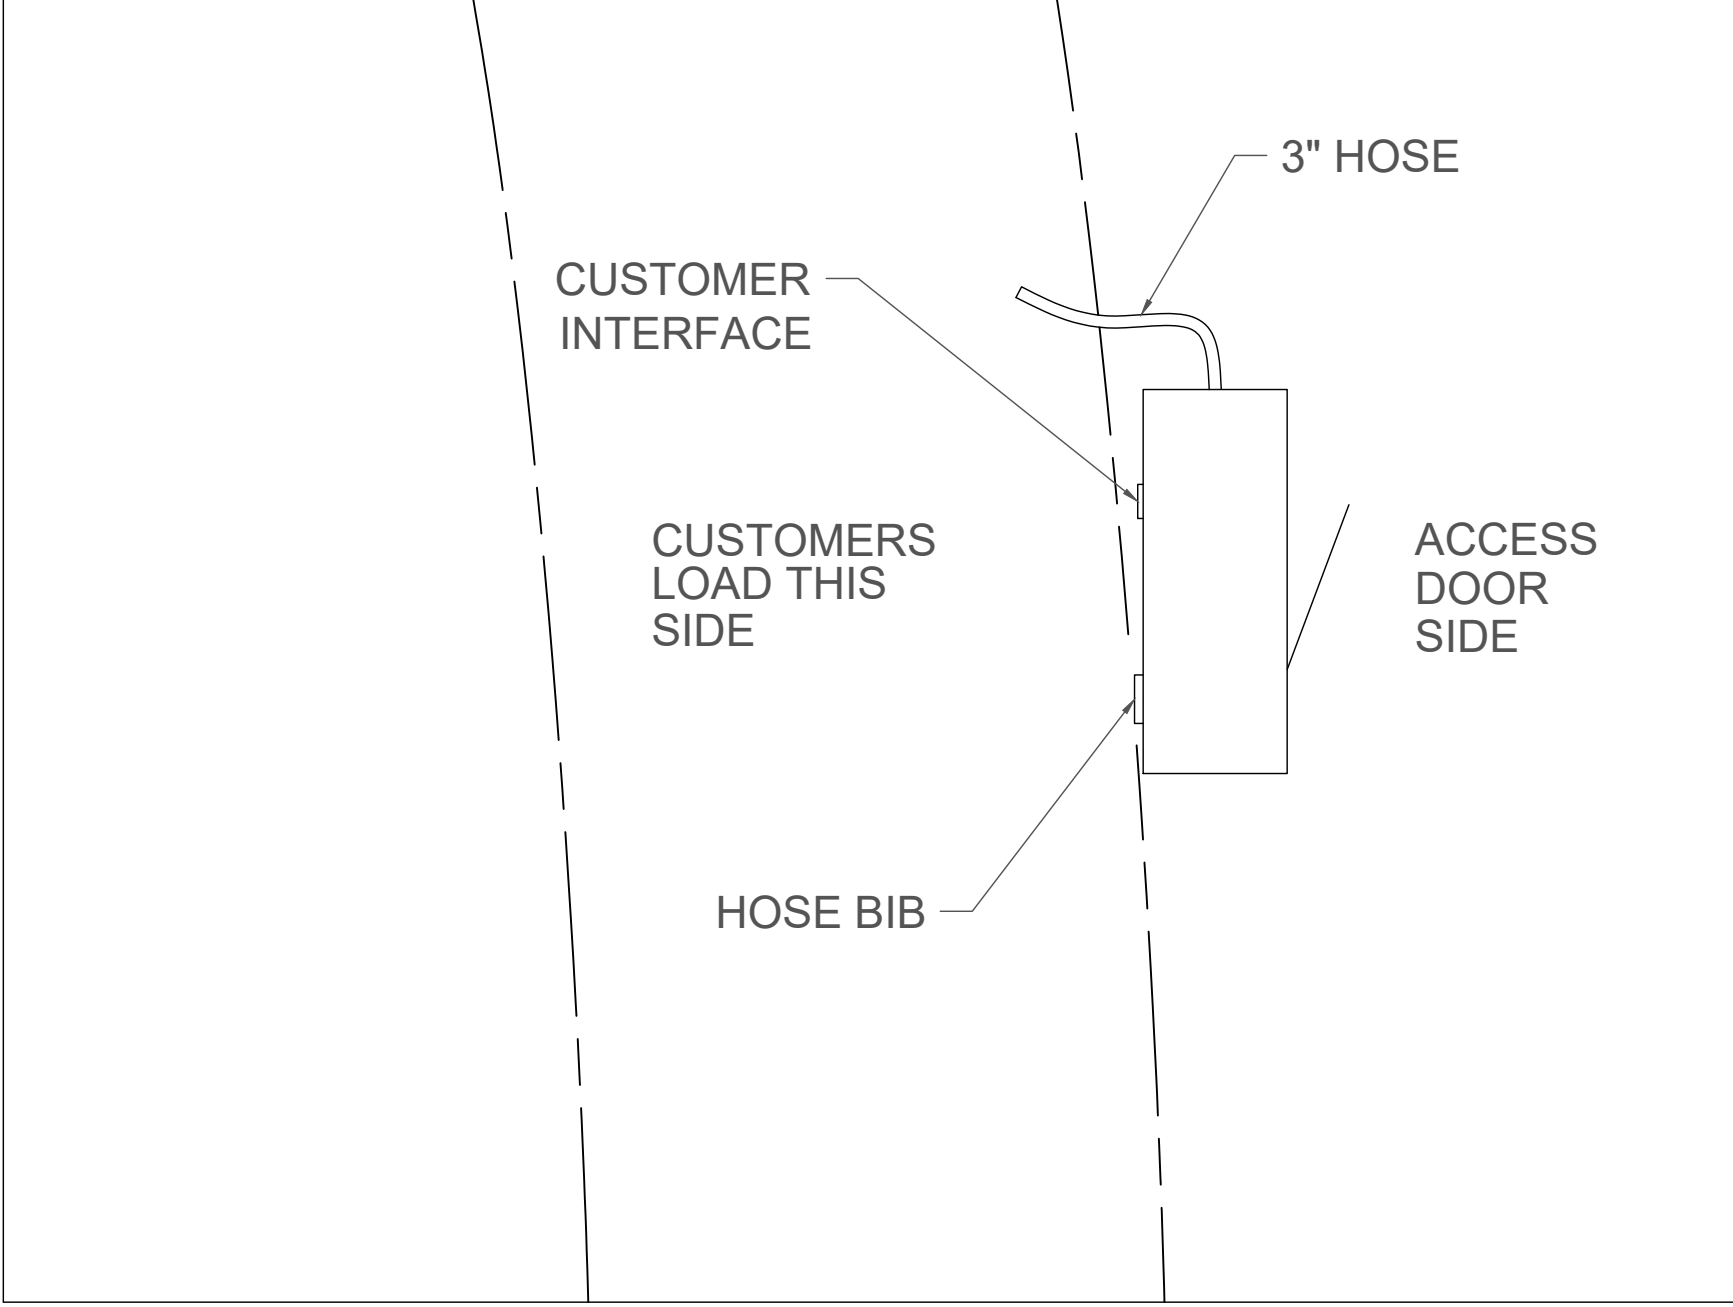 3" HOSE
CUSTOMER
INTERFACE
CUSTOMERS
LOAD THIS
SIDE
ACCESS
DOOR
SIDE
HOSE BIB